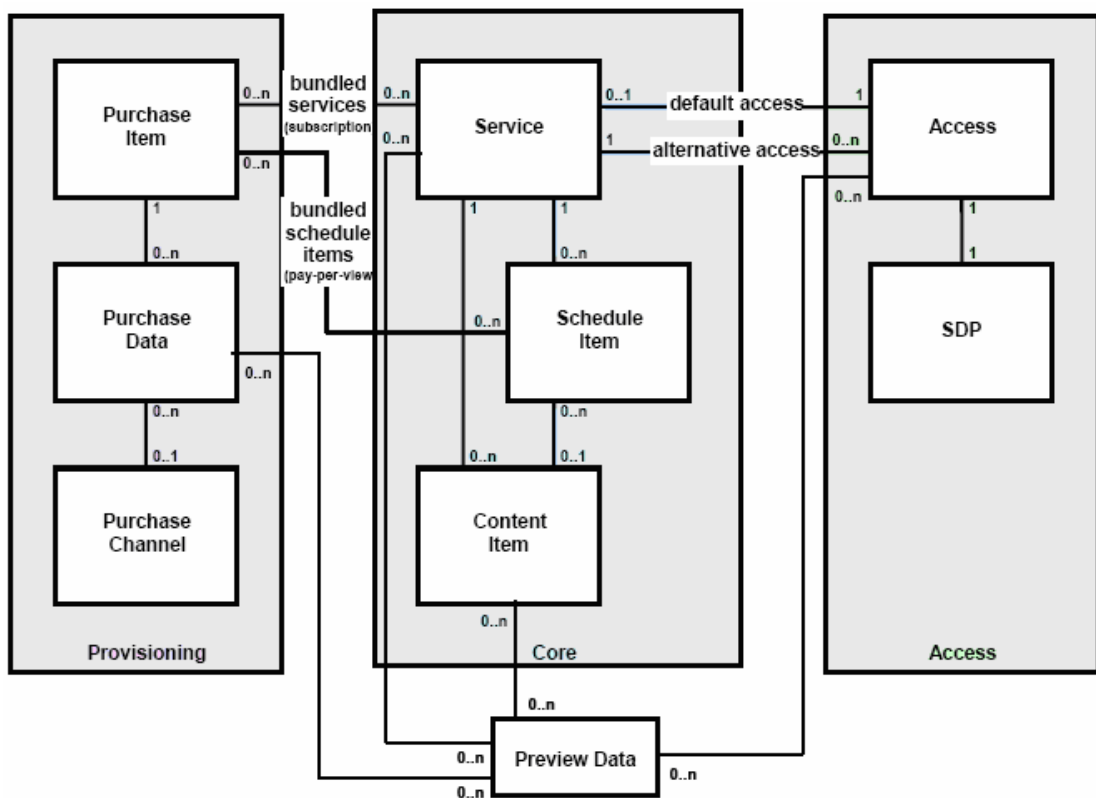 Purchase
Item
0..n
0..n
bundled
services
(subscription
0..n
0..n
Service
0..1
1
default access
alternative access
1
0..n
0..n
Access
bundled
schedule
items
(pay-per-view
1
0..n
1
1
0..n
1
1
Purchase
Data
0..n
0..n
Schedule
Item
SDP
0..n
0..1
0..n
0..n
0..1
Purchase
Channel
Content
Item
0..n
Provisioning
Core
Access
0..n
0..n
Preview Data
0..n
0..n